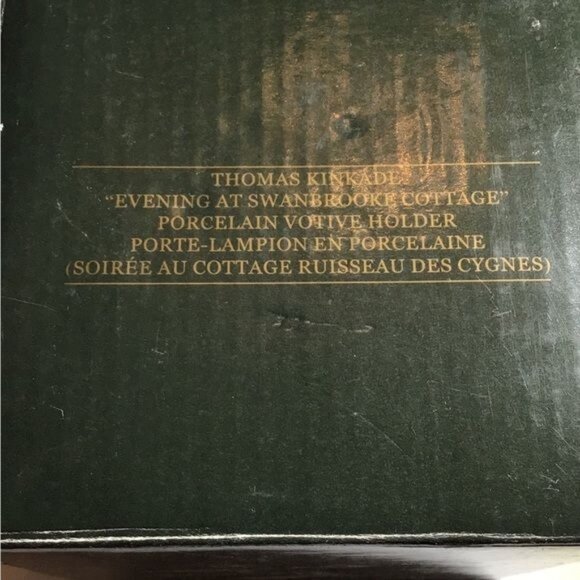 THOMAS KINKADE
"EVENING AT SWANBROOKE COTTAGE"
PORCELAIN VOTIVE HOLDER
PORTE-LAMPION EN PORCELAINE
(SOIRÉE AU COTTAGE RUISSEAU DES CYGNES)